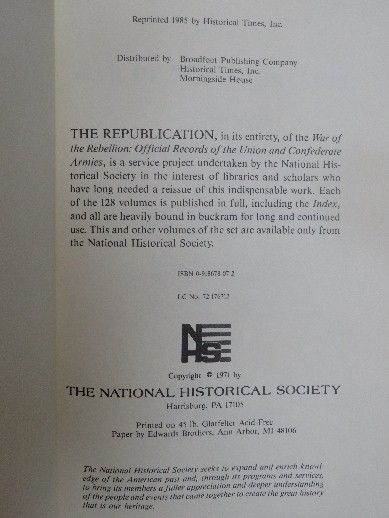 Reprinted 1985 by Historical Times, Inc.
Distributed by Broadfoot Publishing Company
Historical Times, Inc.
Morningside House
THE REPUBLICATION, in its entirety, of the War of
the Rebellion: Official Records of the Union and Confederate
Armies, is a service project undertaken by the National His-
torical Society in the interest of libraries and scholars who
have long needed a reissue of this indispensable work. Each
of the 128 volumes is published in full, including the Index,
and all are heavily bound in buckram for long and continued
use. This and other volumes of the set are available only from
the National Historical Society.
ISBN
LC No.
Copyright © 1971 by
THE NATIONAL HISTORICAL SOCIETY
Harrisburg, PA 17105
Printed on 45 lb. Glatfelter Acid Free
Paper by Edwards Brothers, Ann Arbor, MI 48106
The National Historical Society seeks to expand and enrich knowl-
edge of the American past and, through its programs and services,
to bring its members a fuller appreciation and deeper understanding
of the people and events that came together to create the great history
that is our heritage.